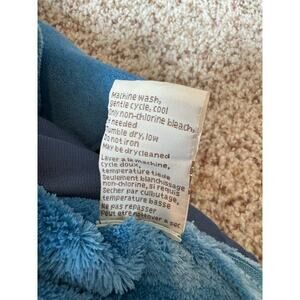 Machine wash,
gentle cycle, cool
Only non-chlorine bleach,
if needed
Tumble dry, low
Do not iron
May be drycleaned
Laver à la machine,
cycle doux,
température tiède
Seulement blanchissage
non-chlorine, si requis
Sécher par culbutage,
température basse
Ne pas repasser
Peut être nettoyer a sec